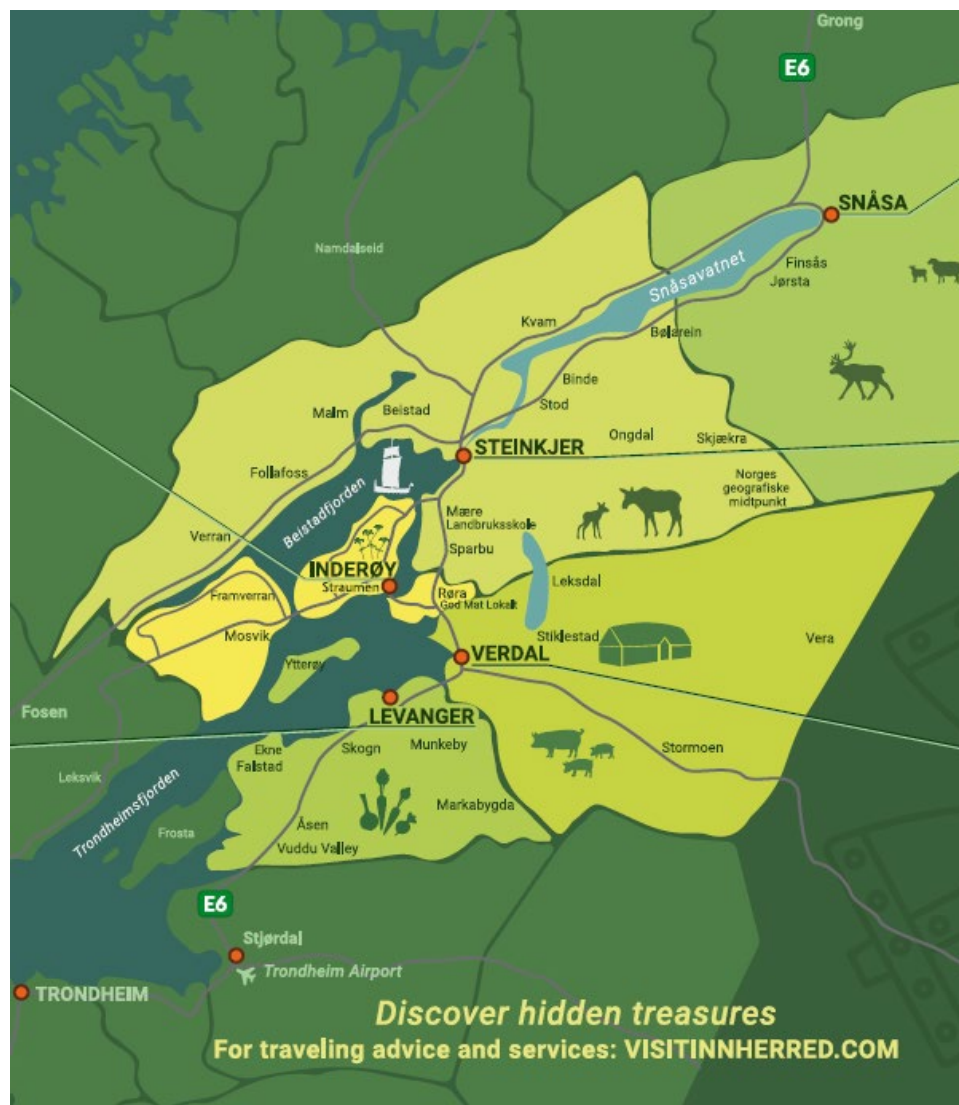 Grong
E6
SNÅSA
Namdalseid
Snåsavatnet
Finsås
Jørsta
Kvam
Bølarein
Binde
Malm
Beistad
Stod
STEINKJER
Ongdal
Skjækra
Follafoss
Norges
geografiske
midtpunkt
Beistadfjorden
Mære
Landbruksskole
Verran
Sparbu
INDERØY
Straumen
Leksdal
Framverran
Røra
God Mat Lokalt
Mosvik
Stiklestad
Vera
VERDAL
Ytterøy
Fosen
LEVANGER
Ekne
Falstad
Skogn
Munkeby
Stormoen
Leksvik
Trondheimsfjorden
Markabygda
Frosta
Åsen
Vuddu Valley
E6
Stjørdal
Trondheim Airport
TRONDHEIM
Discover hidden treasures
For traveling advice and services: VISITINNHERRED.COM